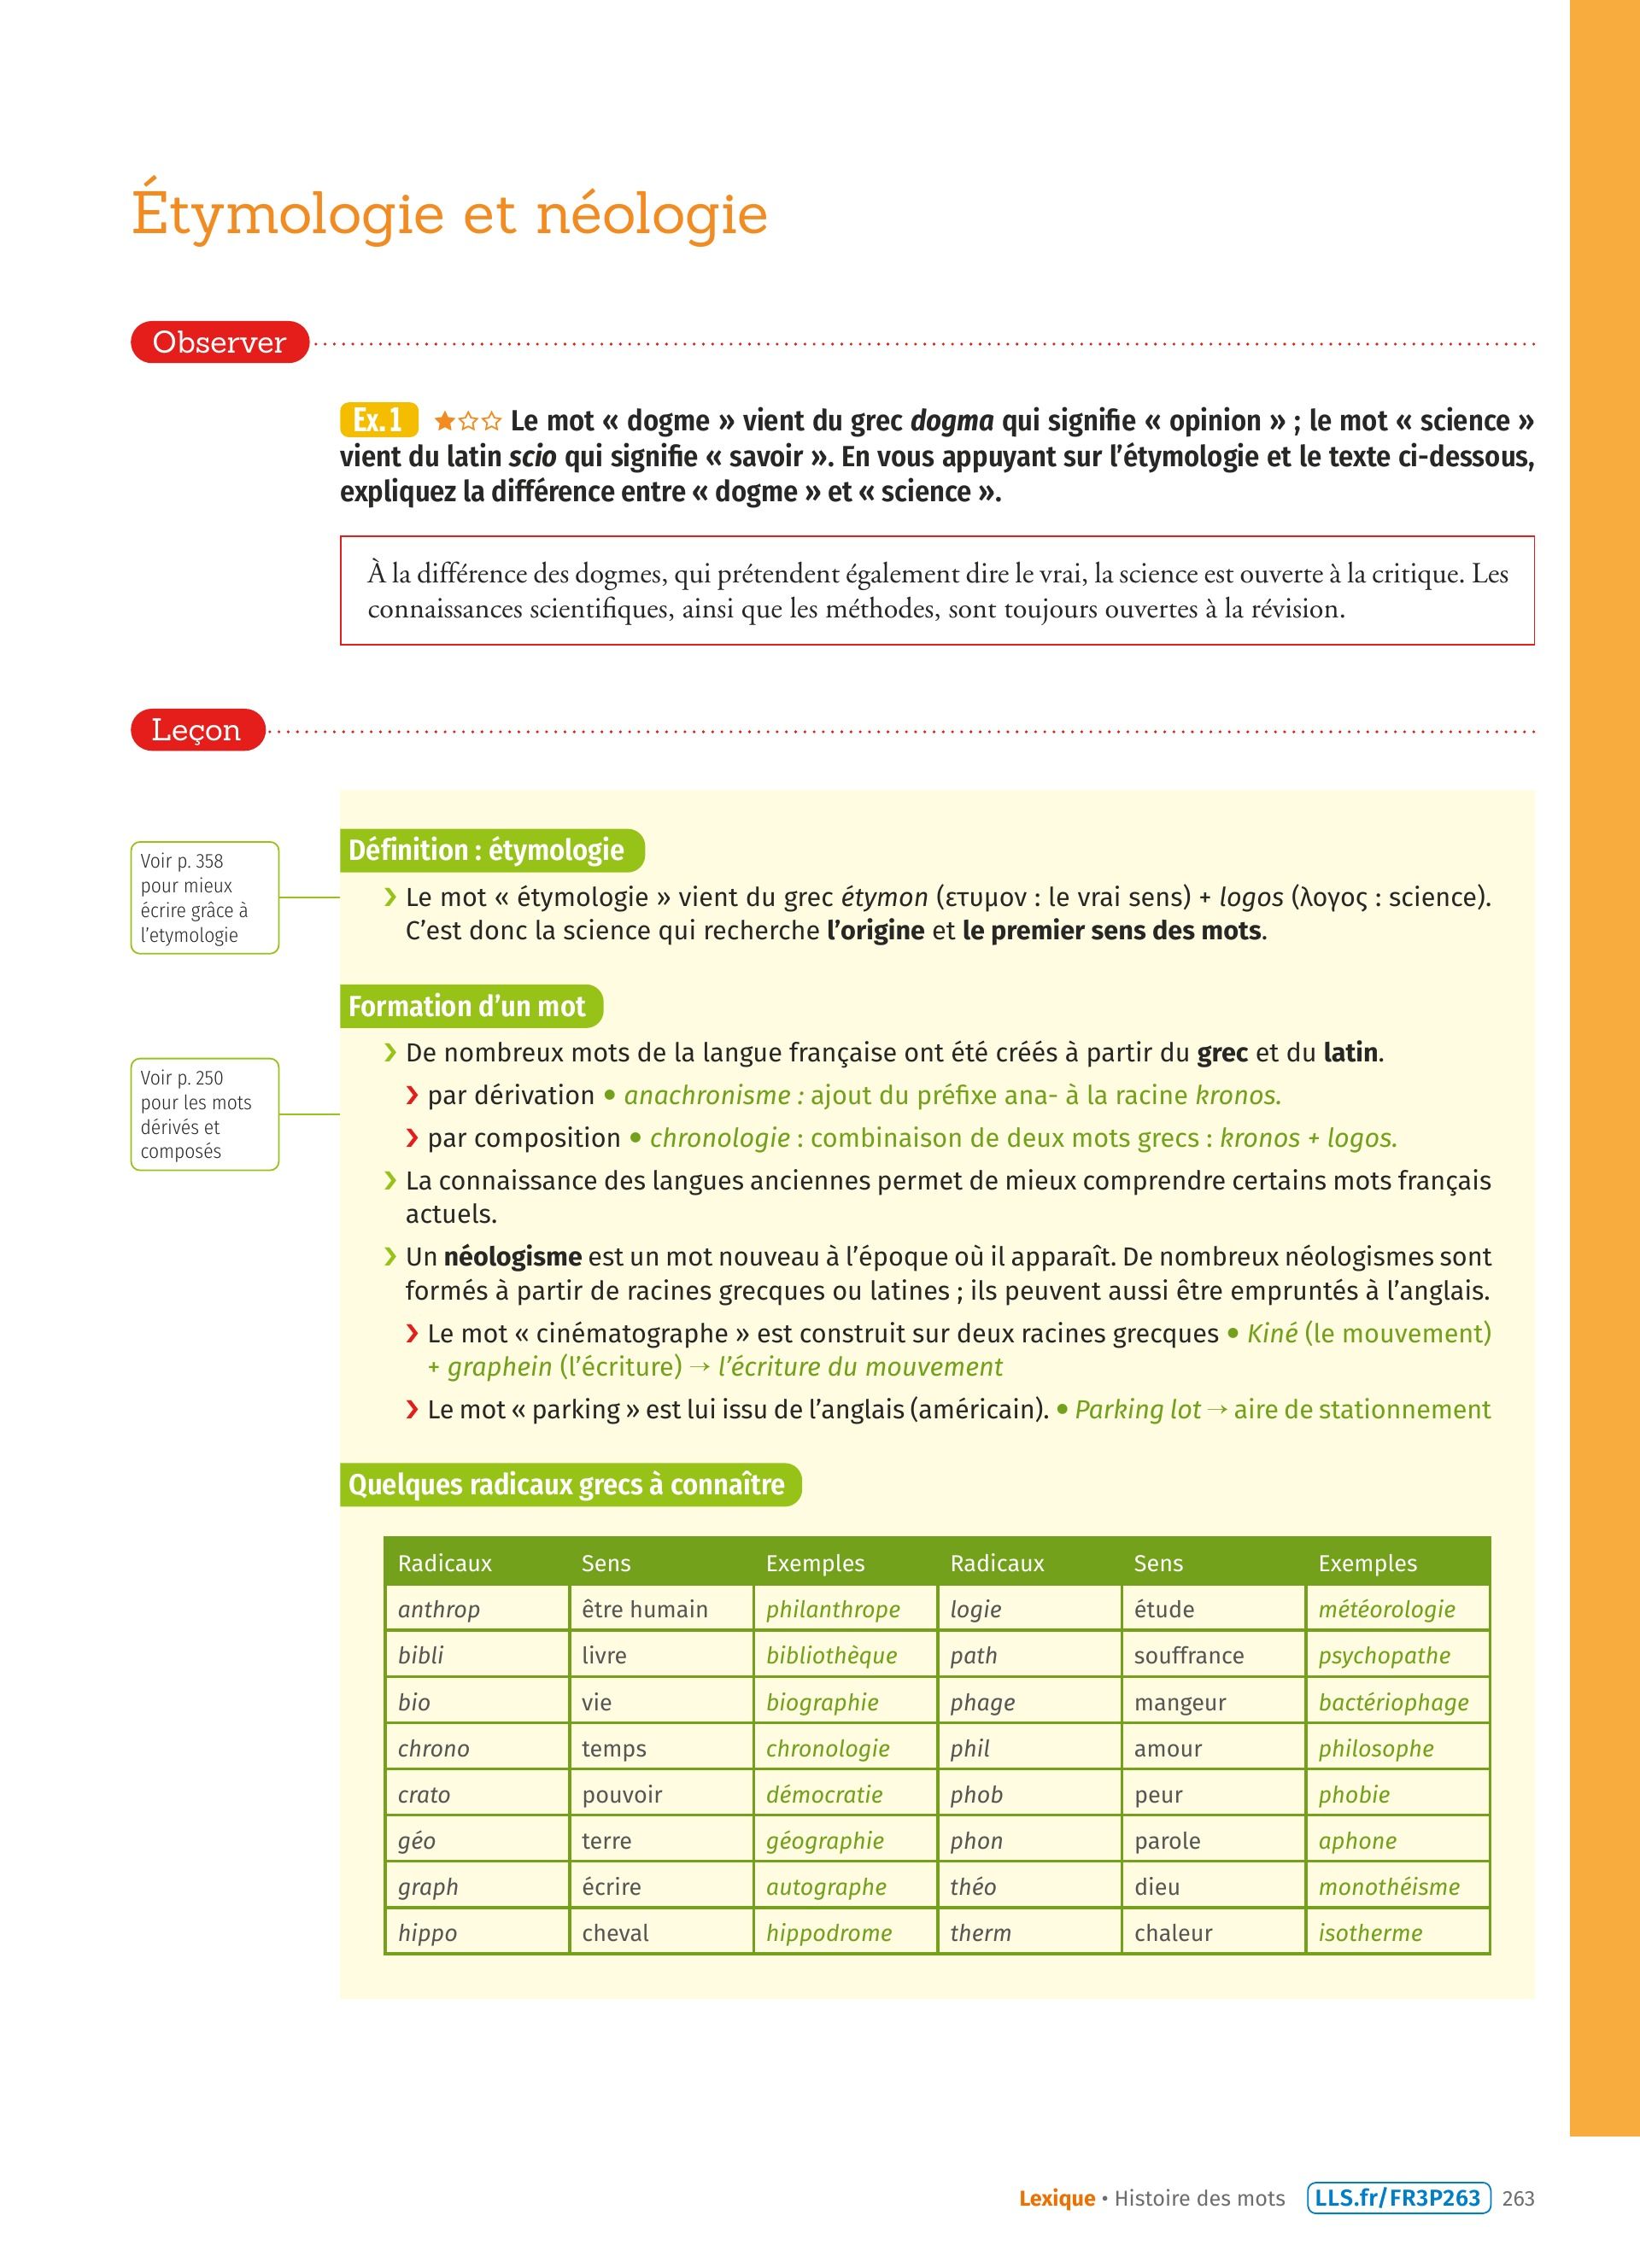 Étymologie et néologie
Observer
Ex. 1 ★☆☆ Le mot « dogme » vient du grec dogma qui signifie « opinion » ; le mot « science »
vient du latin scio qui signifie « savoir ». En vous appuyant sur l’étymologie et le texte ci-dessous,
expliquez la différence entre « dogme » et « science ».
À la différence des dogmes, qui prétendent également dire le vrai, la science est ouverte à la critique. Les
connaissances scientifiques, ainsi que les méthodes, sont toujours ouvertes à la révision.
Leçon
Voir p. 358
pour mieux
écrire grâce à
l’etymologie
Définition : étymologie
› Le mot « étymologie » vient du grec étymon (ετυμον : le vrai sens) + logos (λογος : science).
C’est donc la science qui recherche l’origine et le premier sens des mots.
Formation d’un mot
Voir p. 250
pour les mots
dérivés et
composés
› De nombreux mots de la langue française ont été créés à partir du grec et du latin.
› par dérivation • anachronisme : ajout du préfixe ana- à la racine kronos.
› par composition • chronologie : combinaison de deux mots grecs : kronos + logos.
› La connaissance des langues anciennes permet de mieux comprendre certains mots français
actuels.
› Un néologisme est un mot nouveau à l’époque où il apparaît. De nombreux néologismes sont
formés à partir de racines grecques ou latines ; ils peuvent aussi être empruntés à l’anglais.
› Le mot « cinématographe » est construit sur deux racines grecques • Kiné (le mouvement)
+ graphein (l’écriture) → l’écriture du mouvement
› Le mot « parking » est lui issu de l’anglais (américain). • Parking lot → aire de stationnement
Quelques radicaux grecs à connaître
Radicaux Sens Exemples Radicaux Sens Exemples
anthrop être humain philanthrope logie étude météorologie
bibli livre bibliothèque path souffrance psychopathe
bio vie biographie phage mangeur bactériophage
chrono temps chronologie phil amour philosophe
crato pouvoir démocratie phob peur phobie
géo terre géographie phon parole aphone
graph écrire autographe théo dieu monothéisme
hippo cheval hippodrome therm chaleur isotherme
Lexique • Histoire des mots LLS.fr/FR3P263 263